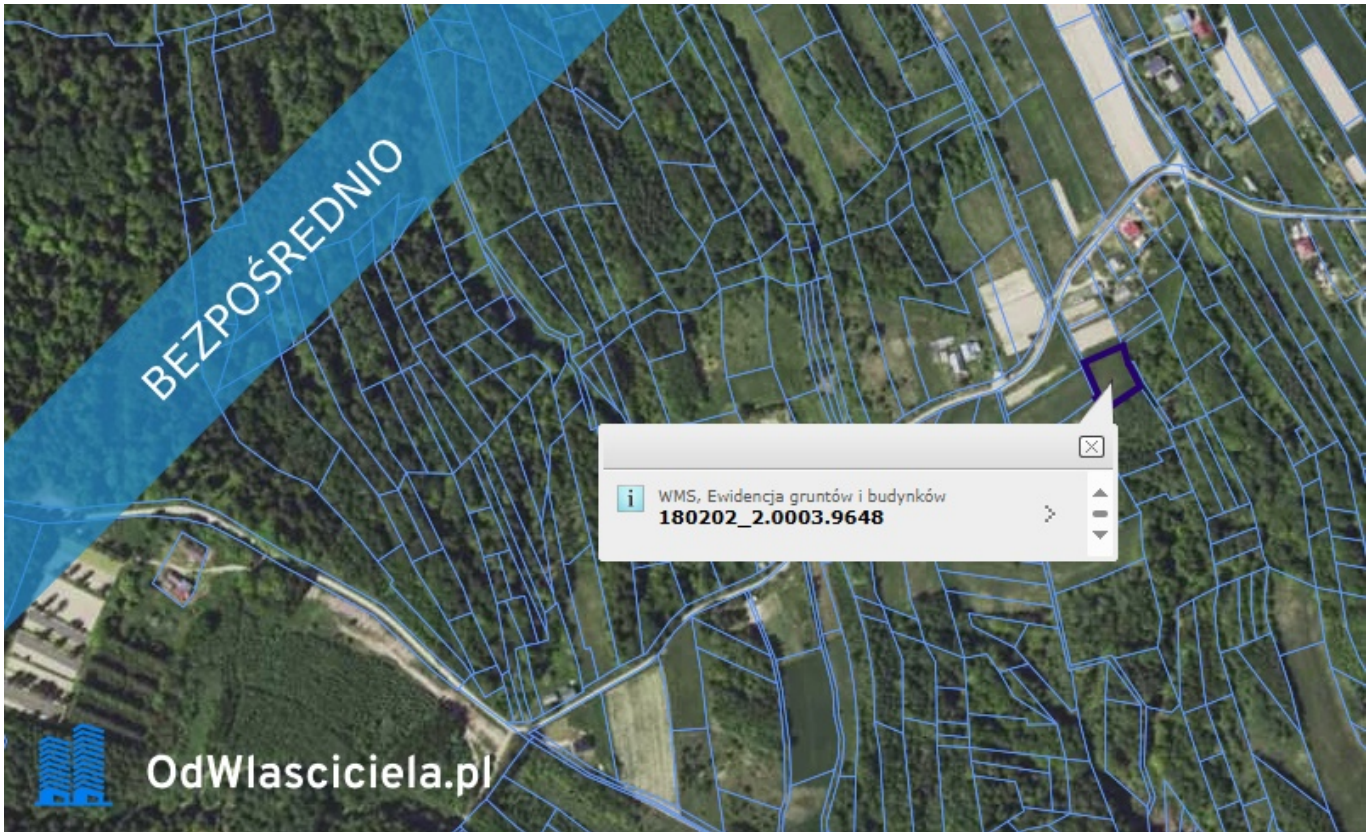 BEZPOŚREDNIO
WMS, Ewidencja gruntów i budynków
180202_2.0003.9648
OdWlasciciela.pl